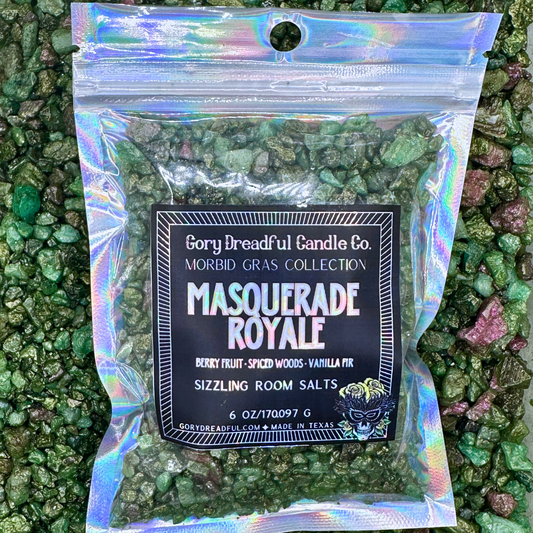 Gory Dreadful Candle Co.
MORBID GRAS COLLECTION
MASQUERADE
ROYALE
BERRY FRUIT • SPICED WOODS • VANILLA FIR
SIZZLING ROOM SALTS
6 OZ/170.097 G
GORYDREADFUL.COM ✦ MADE IN TEXAS